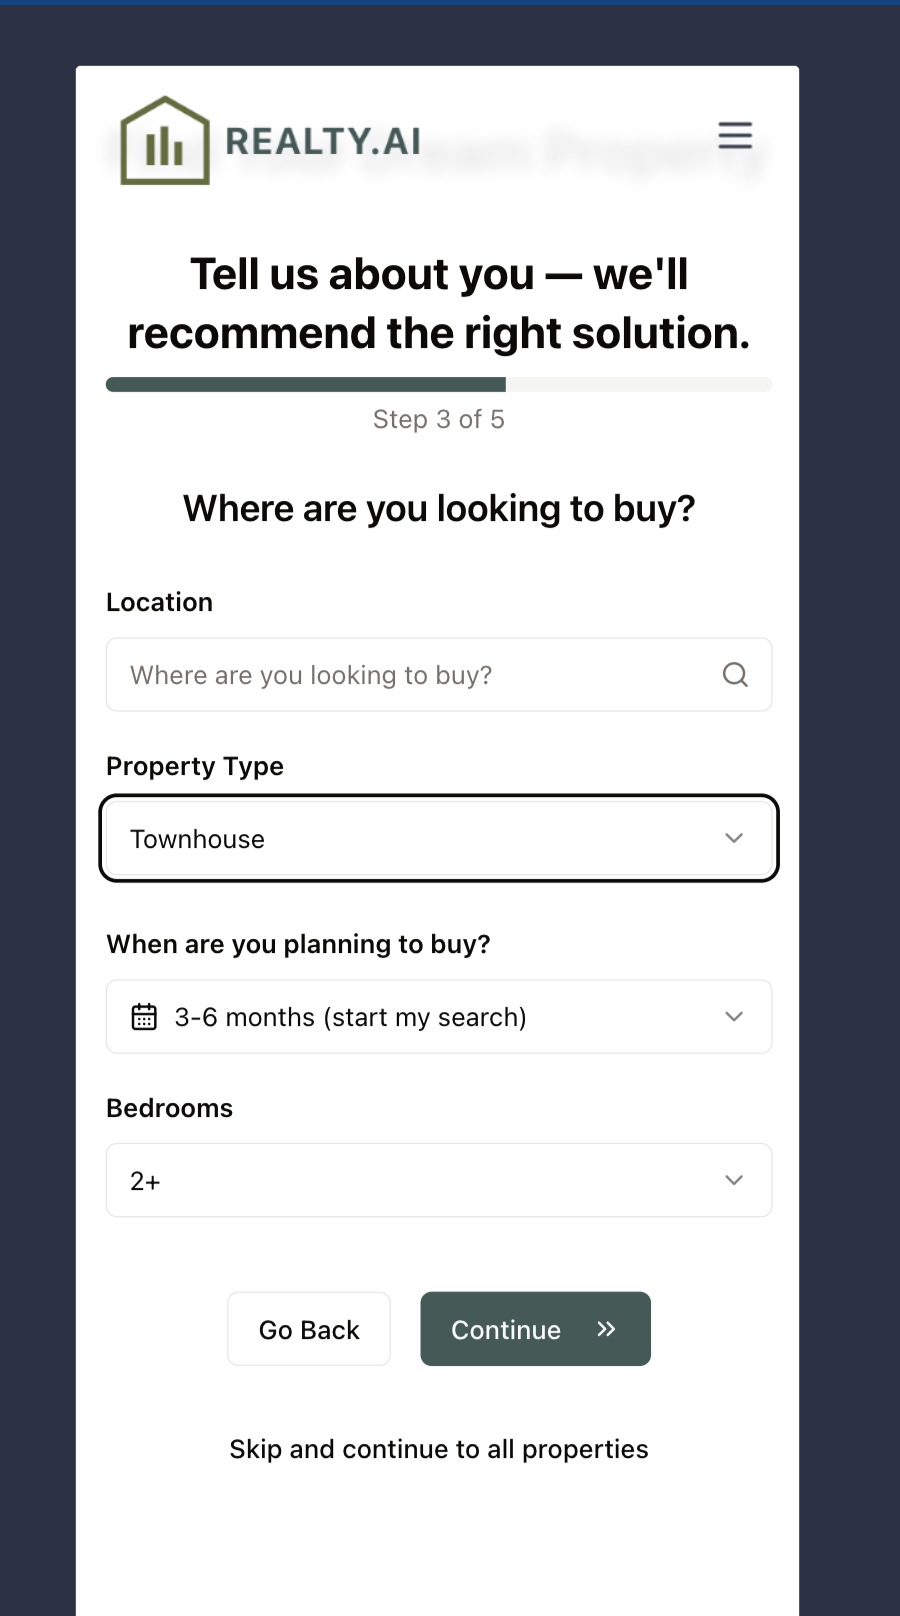 REALTY.AI
Tell us about you — we'll
recommend the right solution.
Step 3 of 5
Where are you looking to buy?
Location
Where are you looking to buy?
Property Type
Townhouse
When are you planning to buy?
3-6 months (start my search)
Bedrooms
2+
Go Back
Continue
Skip and continue to all properties